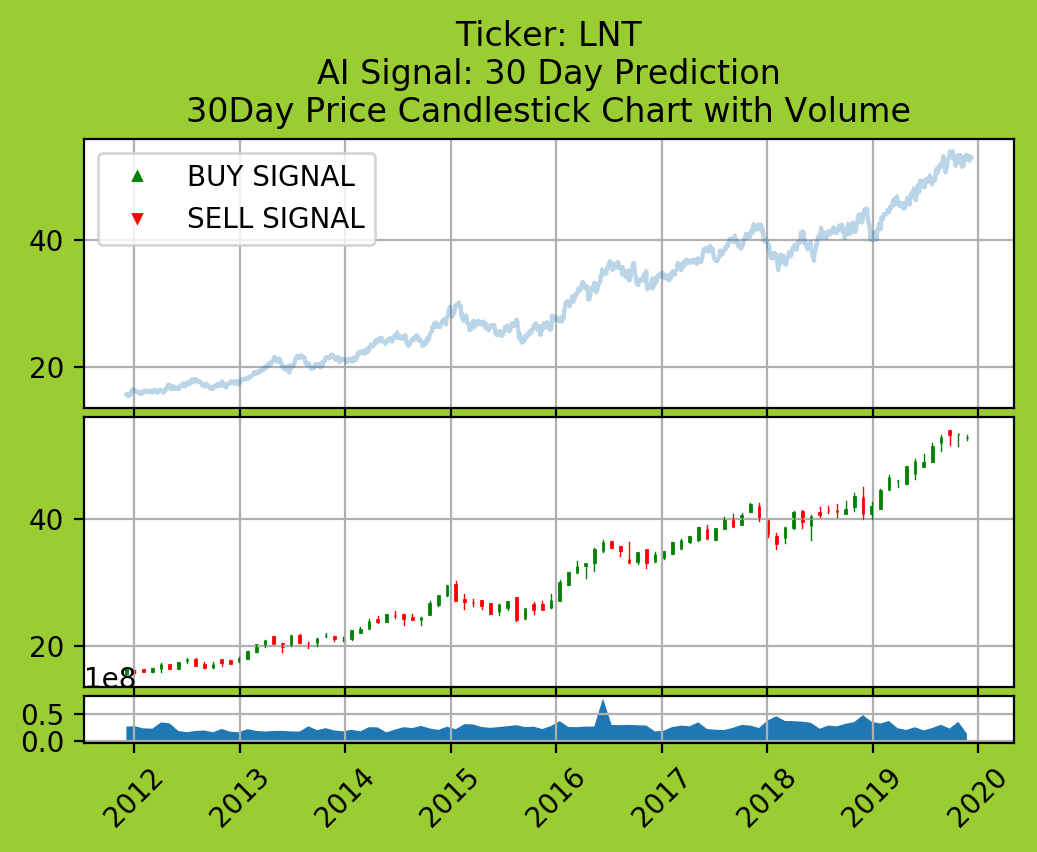 Ticker: LNT
AI Signal: 30 Day Prediction
30Day Price Candlestick Chart with Volume
BUY SIGNAL
SELL SIGNAL
40
20
40
20
1e8
0.5
0.0
2012 2013 2014 2015 2016 2017 2018 2019 2020